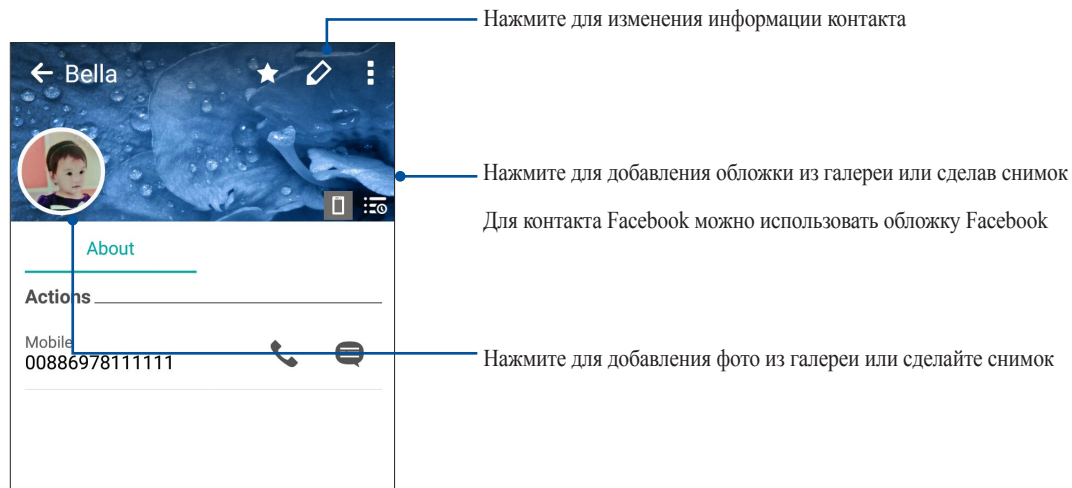 Нажмите для изменения информации контакта
Bella
Нажмите для добавления обложки из галереи или сделав снимок
Для контакта Facebook можно использовать обложку Facebook
About
Actions
Mobile
00886978111111
Нажмите для добавления фото из галереи или сделайте снимок